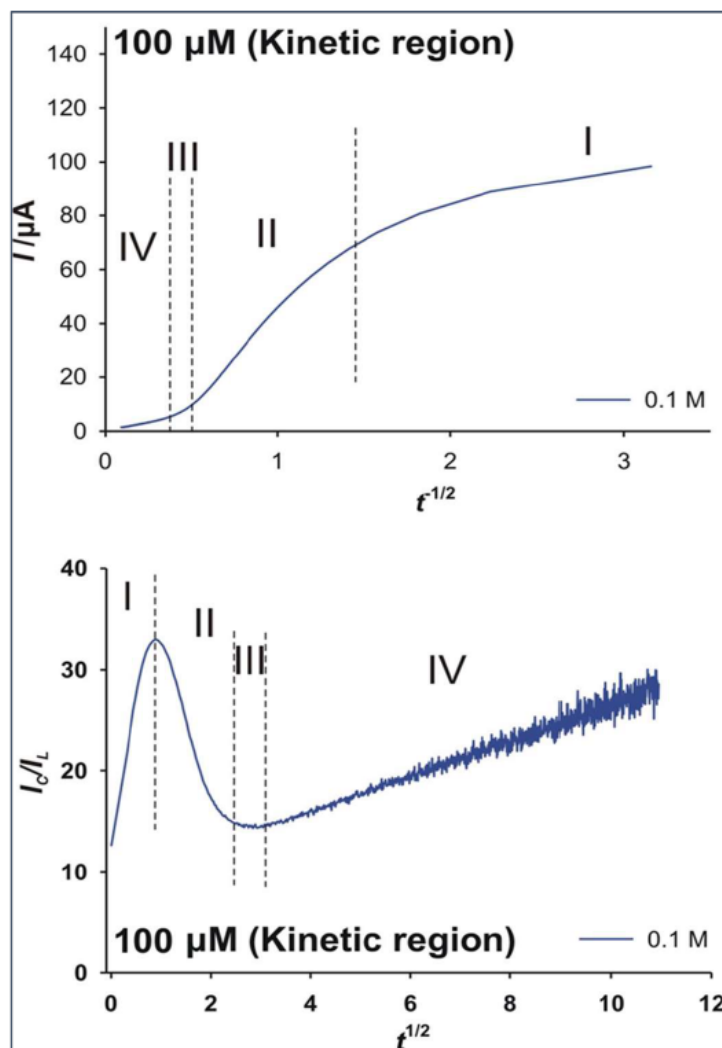 100 µM (Kinetic region)
140
120
100
80
60
40
20
0
I /µA
IV
III
II
I
0.1 M
0
1
2
3
t-1/2
40
30
20
10
0
IC/IL
I
II
III
IV
100 µM (Kinetic region)
0.1 M
0
2
4
6
8
10
12
t1/2